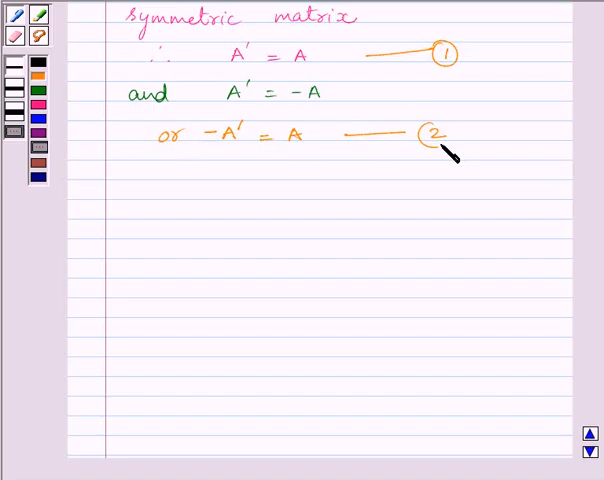 symmetric matrix
∴ A' = A —— ①
and A' = -A
or -A' = A —— ②